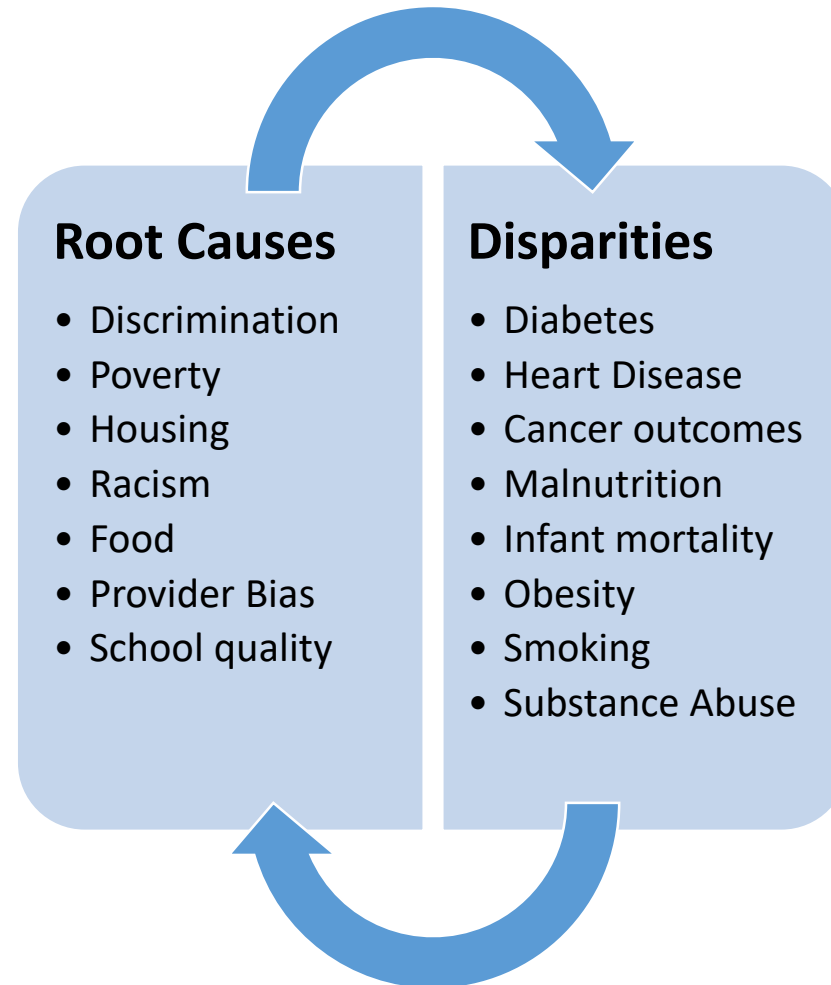 Root Causes
• Discrimination
• Poverty
• Housing
• Racism
• Food
• Provider Bias
• School quality
Disparities
• Diabetes
• Heart Disease
• Cancer outcomes
• Malnutrition
• Infant mortality
• Obesity
• Smoking
• Substance Abuse